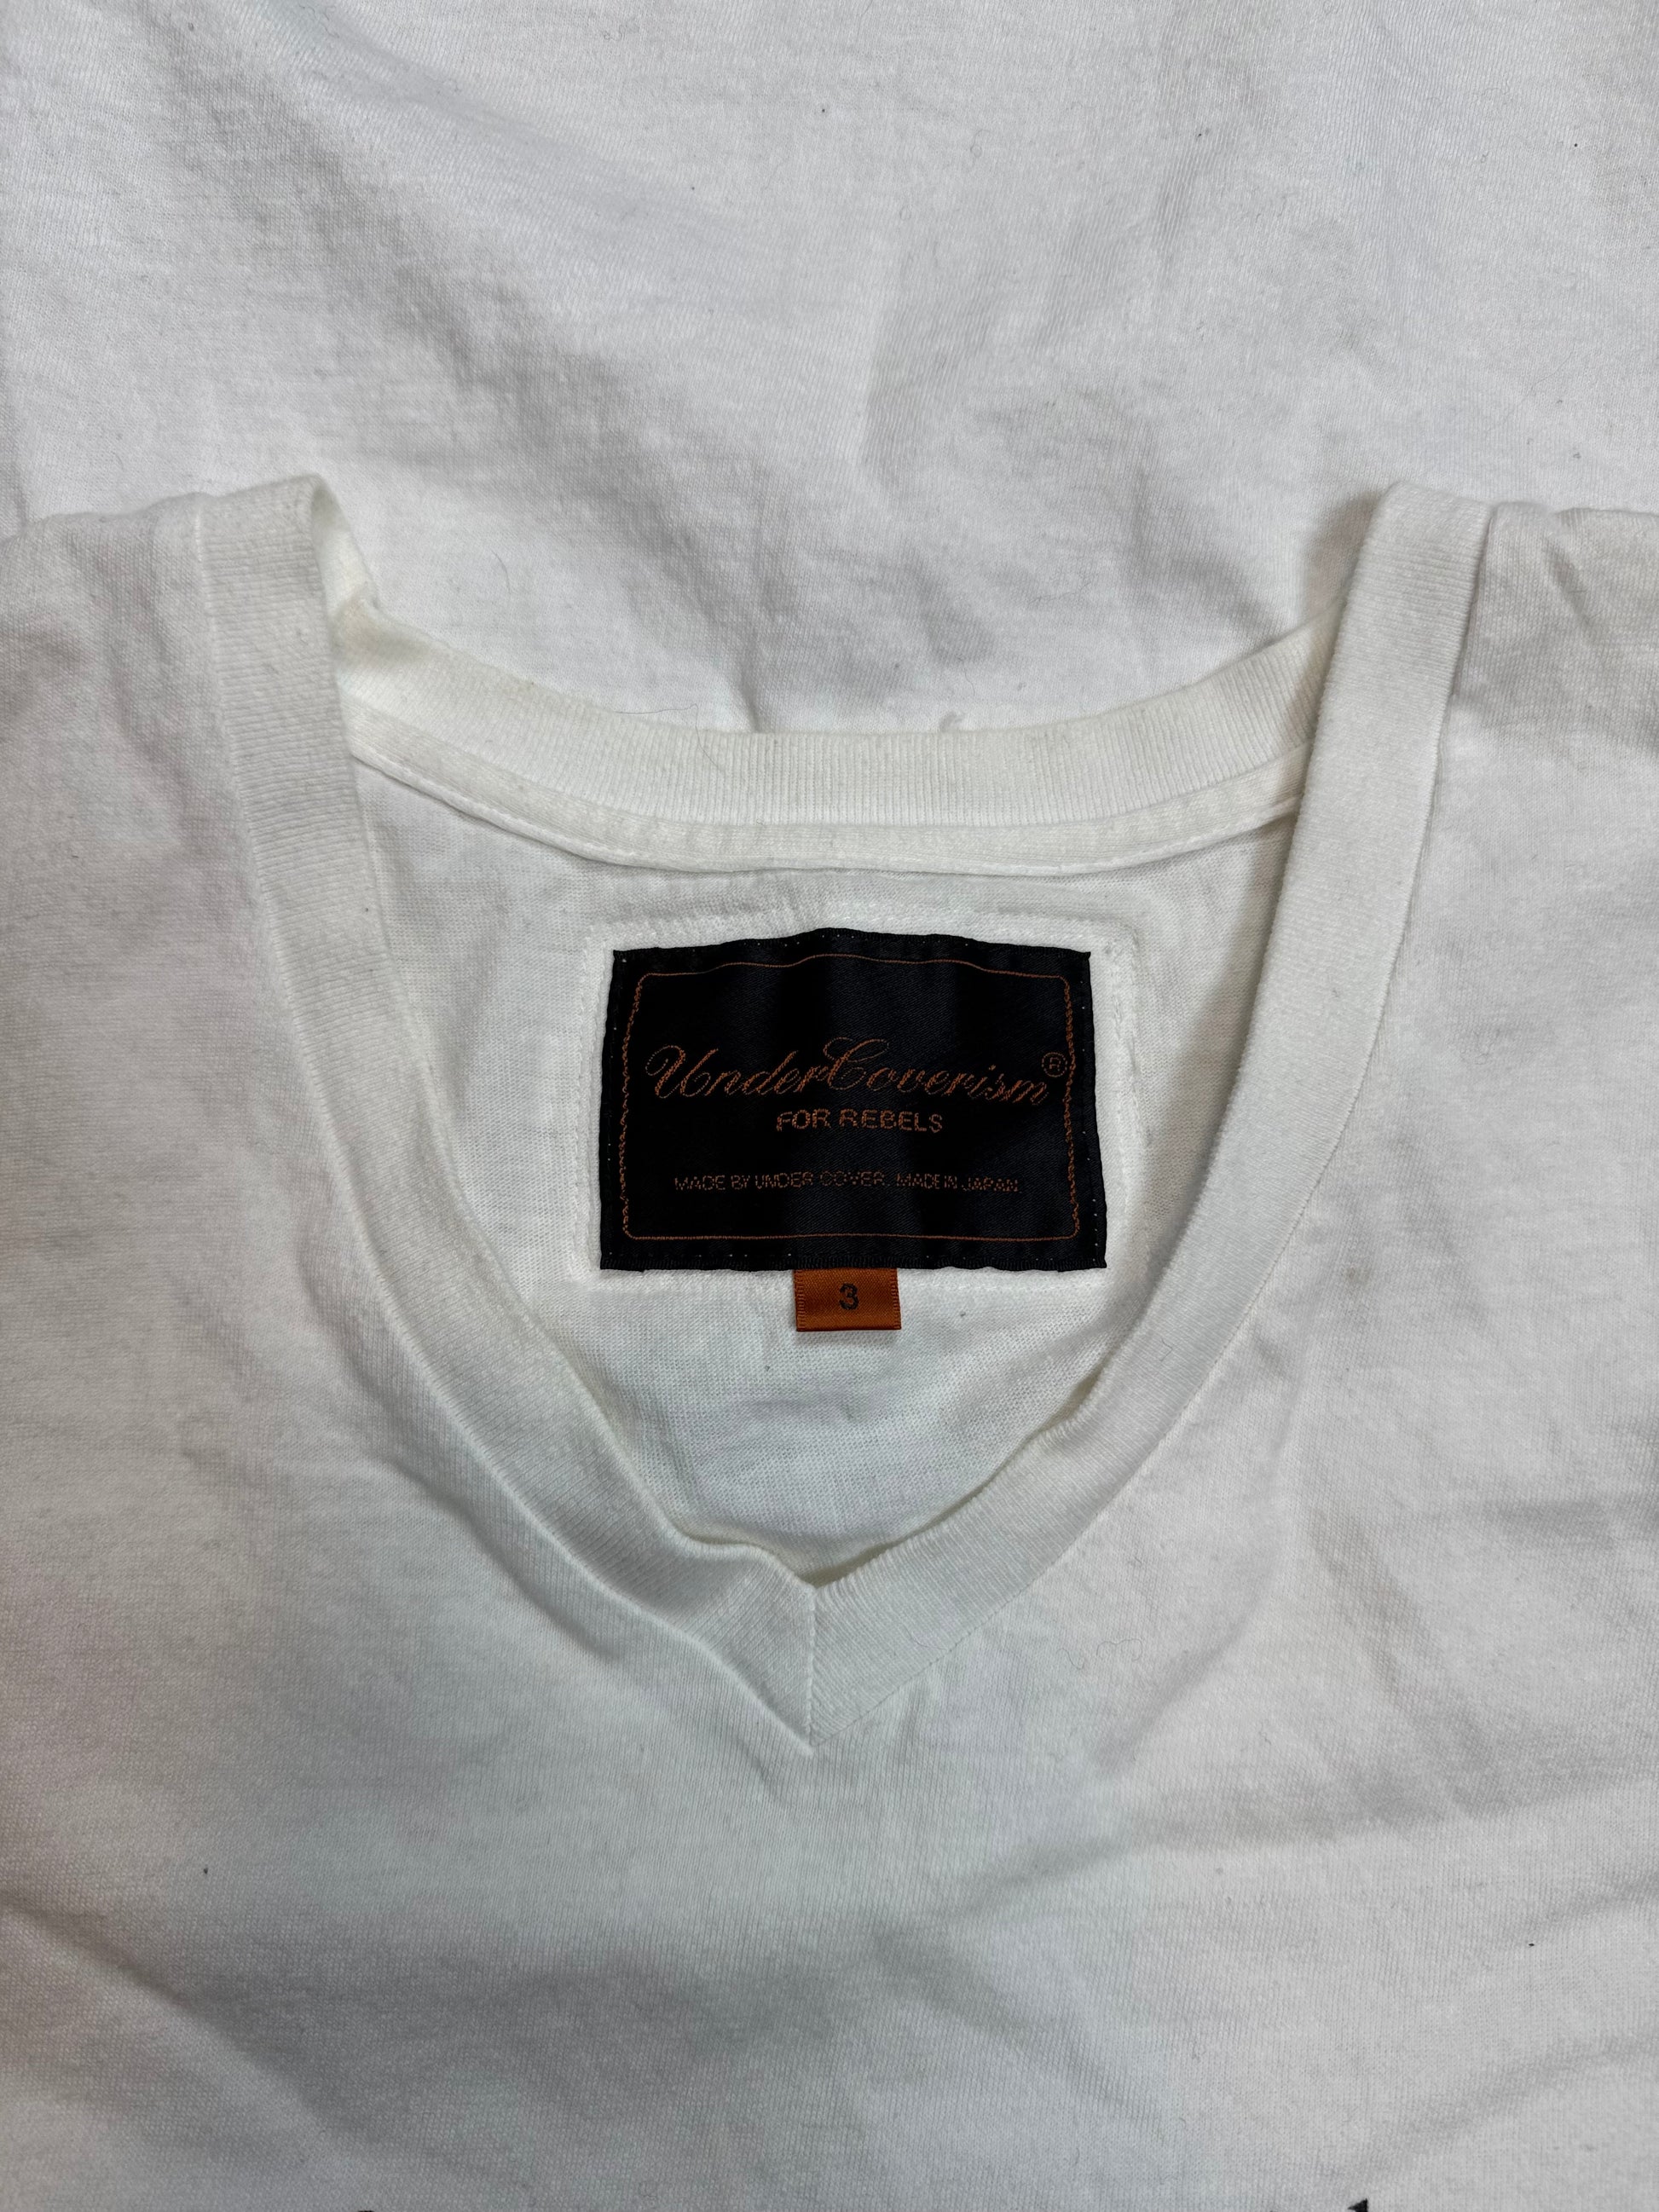 UnderCoverism®
FOR REBELS
MADE BY UNDER COVER. MADE IN JAPAN.
3